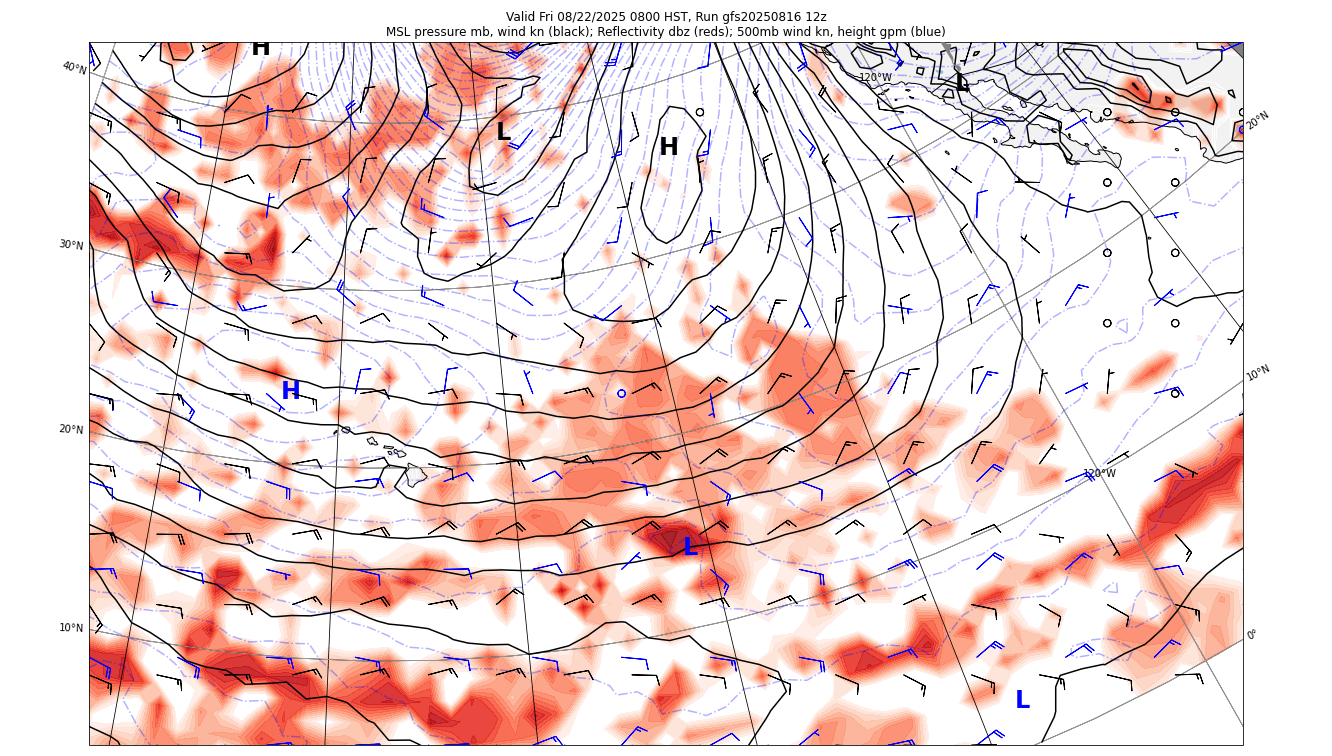 Valid Fri 08/22/2025 0800 HST, Run gfs20250816 12z
MSL pressure mb, wind kn (black); Reflectivity dbz (reds); 500mb wind kn, height gpm (blue)
H
40°N
120°W
L
20°N
L
H
30°N
10°N
H
20°N
120°W
L
10°N
0°
L